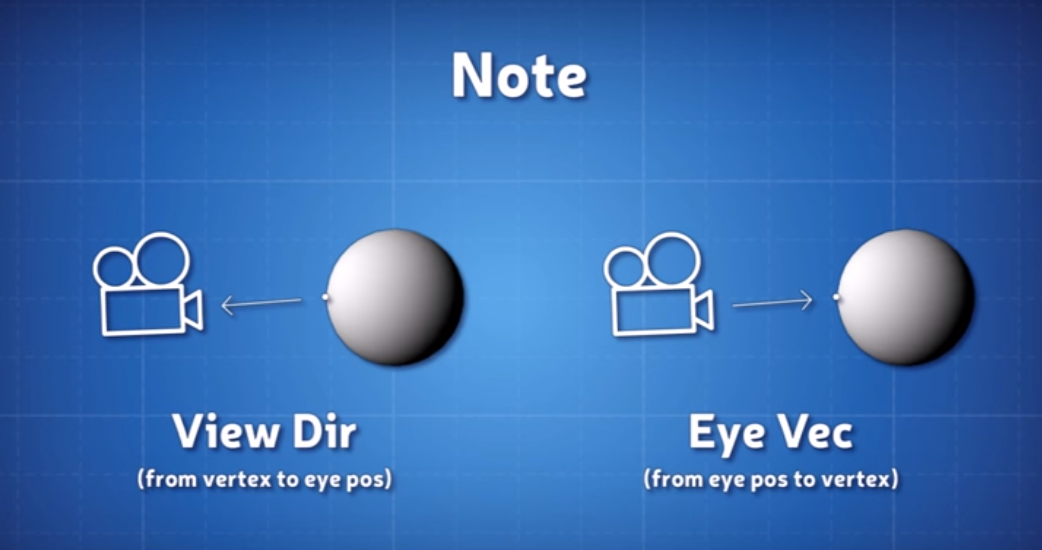 Note
View Dir
(from vertex to eye pos)
Eye Vec
(from eye pos to vertex)